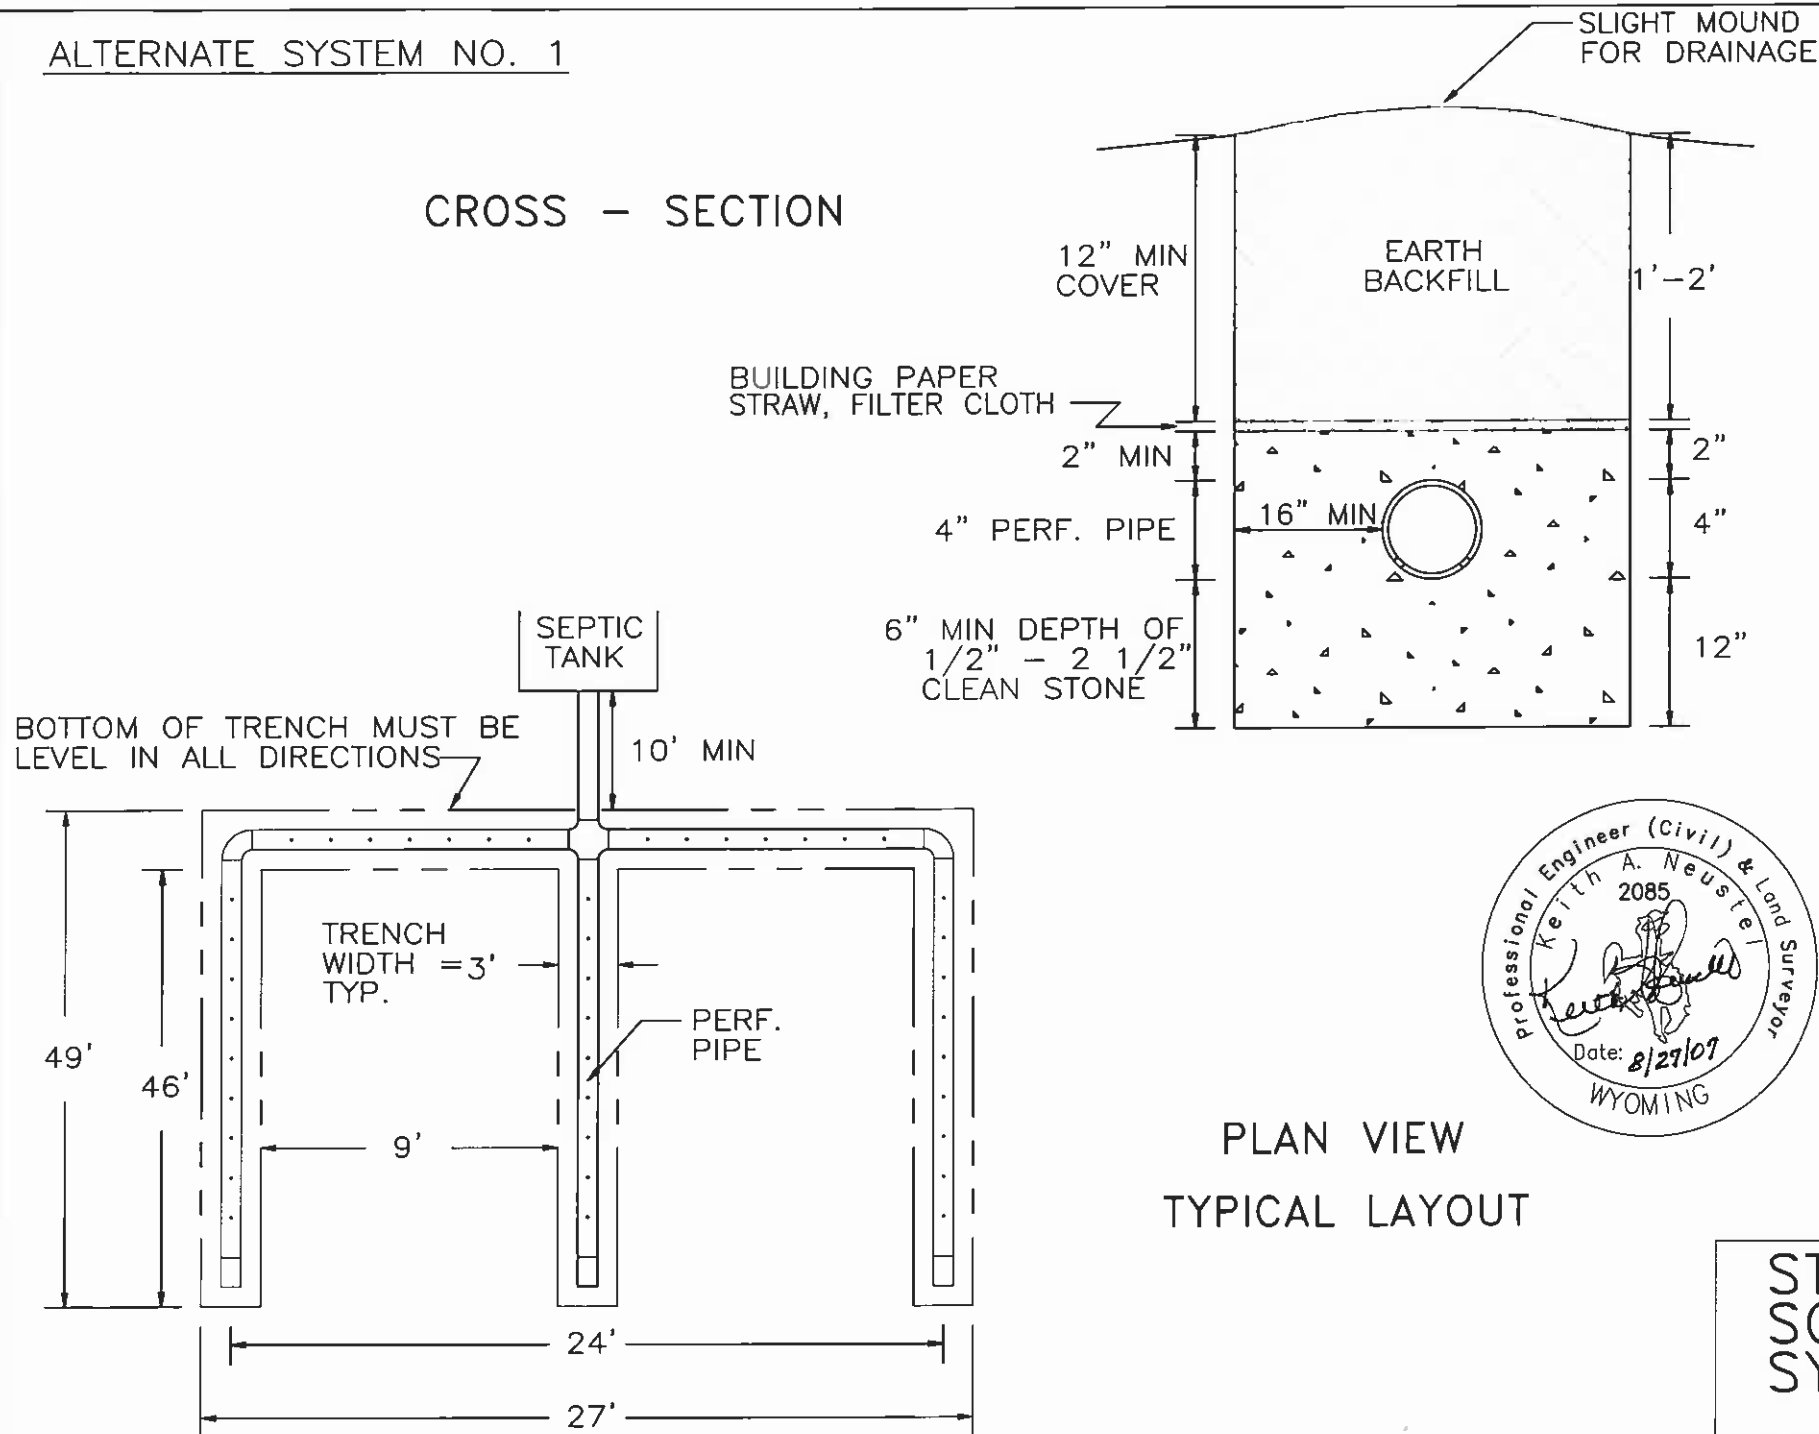 ALTERNATE SYSTEM NO. 1
SLIGHT MOUND
FOR DRAINAGE
CROSS - SECTION
12" MIN
COVER
EARTH
BACKFILL
1'-2'
BUILDING PAPER
STRAW, FILTER CLOTH
2" MIN
2"
16" MIN
4" PERF. PIPE
4"
6" MIN DEPTH OF
1/2" - 2 1/2"
CLEAN STONE
12"
SEPTIC
TANK
BOTTOM OF TRENCH MUST BE
LEVEL IN ALL DIRECTIONS
10' MIN
TRENCH
WIDTH =3'
TYP.
PERF.
PIPE
49'
46'
9'
24'
27'
Professional Engineer (Civil) & Land Surveyor
Keith A. Neustel
2085
Date: 8/27/07
WYOMING
PLAN VIEW
TYPICAL LAYOUT